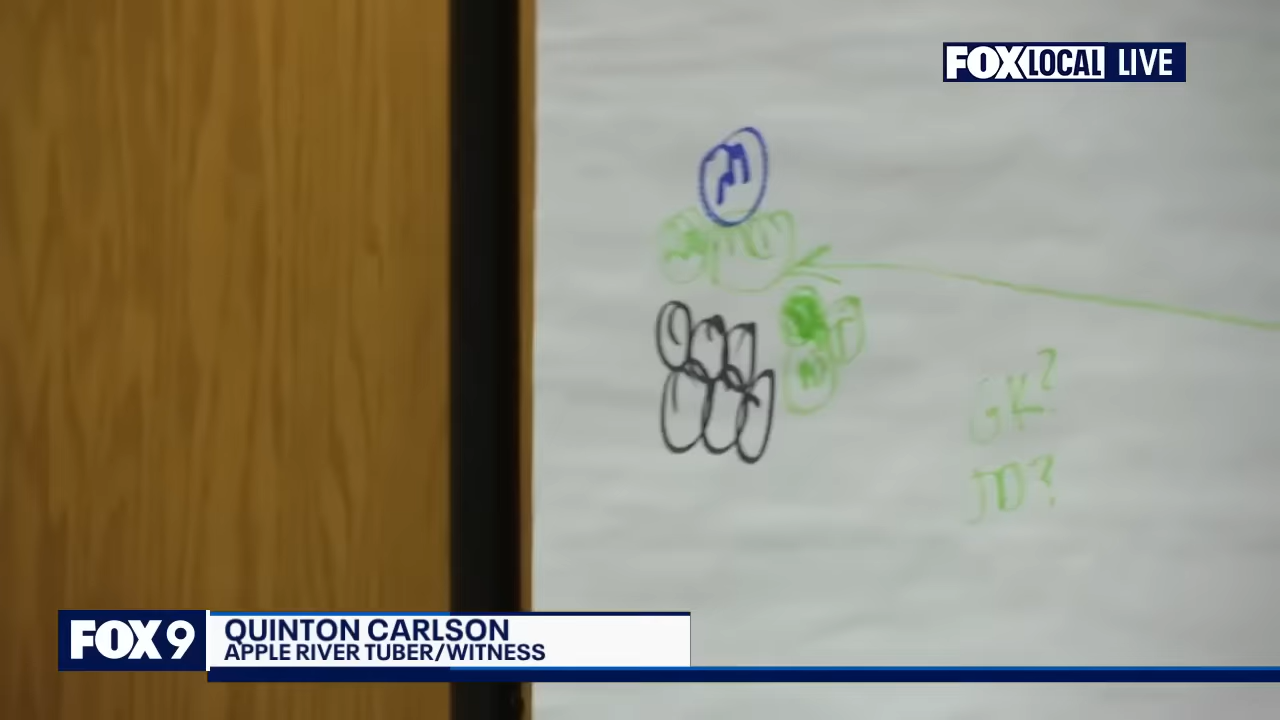 FOX LOCAL LIVE
GK?
JD?
FOX 9
QUINTON CARLSON
APPLE RIVER TUBER/WITNESS